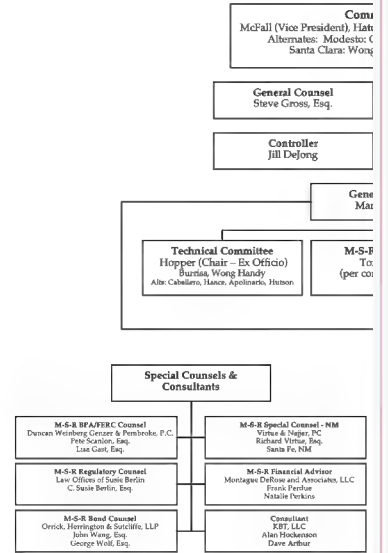 Com
McFall (Vice President), Hat
Alternates: Modesto:
Santa Clara: Wong
General Counsel
Steve Gross, Esq.
Controller
Jill DeJong
Gene
Mar
Technical Committee
Hopper (Chair – Ex Officio)
Burrisa, Wong Handy
Alts: Caballero, Hance, Apolinario, Hutson
M-S-R
To
(per co
Special Counsels &
Consultants
M-S-R BPA/FERC Counsel
Duncan Weinberg Genzer & Pembroke, P.C.
Pete Scanlon, Esq.
Lisa Gast, Esq.
M-S-R Special Counsel - NM
Virtue & Najjar, PC
Richard Virtue, Esq.
Santa Fe, NM
M-S-R Regulatory Counsel
Law Offices of Susie Berlin
C. Susie Berlin, Esq.
M-S-R Financial Advisor
Montague DeRose and Associates, LLC
Frank Perdue
Natalie Perkins
M-S-R Bond Counsel
Orrick, Herrington & Sutcliffe, LLP
John Wang, Esq.
George Wolf, Esq.
Consultant
KBT, LLC
Alan Hockenson
Dave Arthur